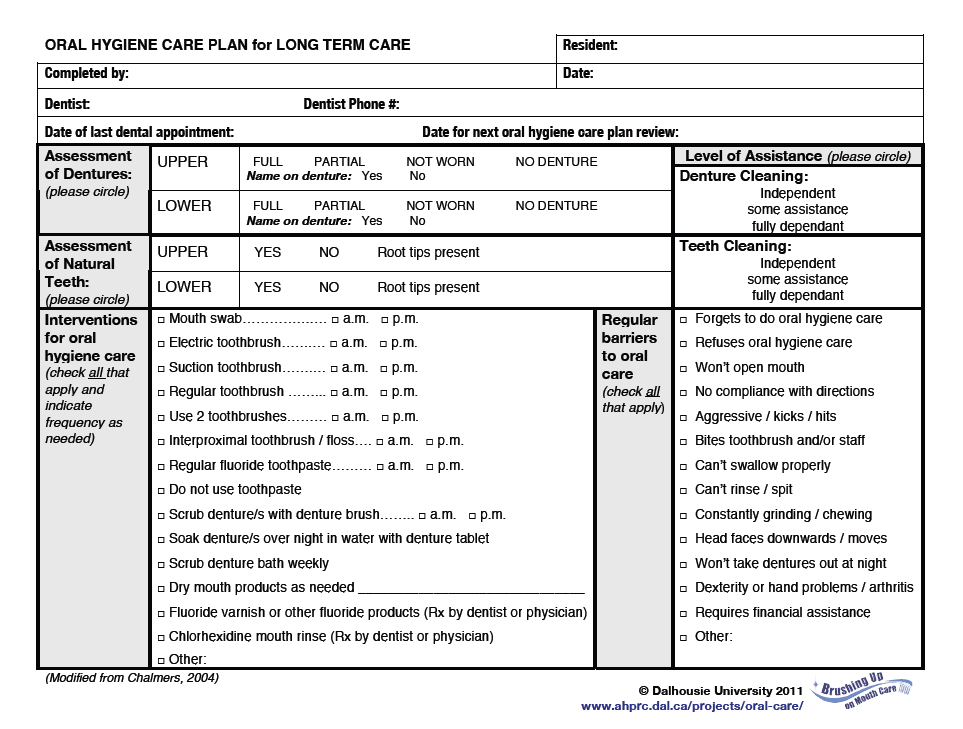 ORAL HYGIENE CARE PLAN for LONG TERM CARE
Resident:
Completed by:
Date:
Dentist:
Dentist Phone #:
Date of last dental appointment:
Date for next oral hygiene care plan review:
Assessment
of Dentures:
(please circle)
UPPER
FULL PARTIAL NOT WORN NO DENTURE
Name on denture: Yes No
LOWER
FULL PARTIAL NOT WORN NO DENTURE
Name on denture: Yes No
Level of Assistance (please circle)
Denture Cleaning:
Independent
some assistance
fully dependant
Assessment
of Natural
Teeth:
(please circle)
UPPER YES NO Root tips present
LOWER YES NO Root tips present
Teeth Cleaning:
Independent
some assistance
fully dependant
Interventions
for oral
hygiene care
(check all that
apply and
indicate
frequency as
needed)
□ Mouth swab……………… □ a.m. □ p.m.
□ Electric toothbrush……… □ a.m. □ p.m.
□ Suction toothbrush……… □ a.m. □ p.m.
□ Regular toothbrush …….. □ a.m. □ p.m.
□ Use 2 toothbrushes……… □ a.m. □ p.m.
□ Interproximal toothbrush / floss…. □ a.m. □ p.m.
□ Regular fluoride toothpaste……… □ a.m. □ p.m.
□ Do not use toothpaste
□ Scrub denture/s with denture brush…….. □ a.m. □ p.m.
□ Soak denture/s over night in water with denture tablet
□ Scrub denture bath weekly
□ Dry mouth products as needed ____________________________
□ Fluoride varnish or other fluoride products (Rx by dentist or physician)
□ Chlorhexidine mouth rinse (Rx by dentist or physician)
□ Other:
Regular
barriers
to oral
care
(check all
that apply)
□ Forgets to do oral hygiene care
□ Refuses oral hygiene care
□ Won't open mouth
□ No compliance with directions
□ Aggressive / kicks / hits
□ Bites toothbrush and/or staff
□ Can't swallow properly
□ Can't rinse / spit
□ Constantly grinding / chewing
□ Head faces downwards / moves
□ Won't take dentures out at night
□ Dexterity or hand problems / arthritis
□ Requires financial assistance
□ Other:
(Modified from Chalmers, 2004)
© Dalhousie University 2011
www.ahprc.dal.ca/projects/oral-care/
Brushing Up
on Mouth Care